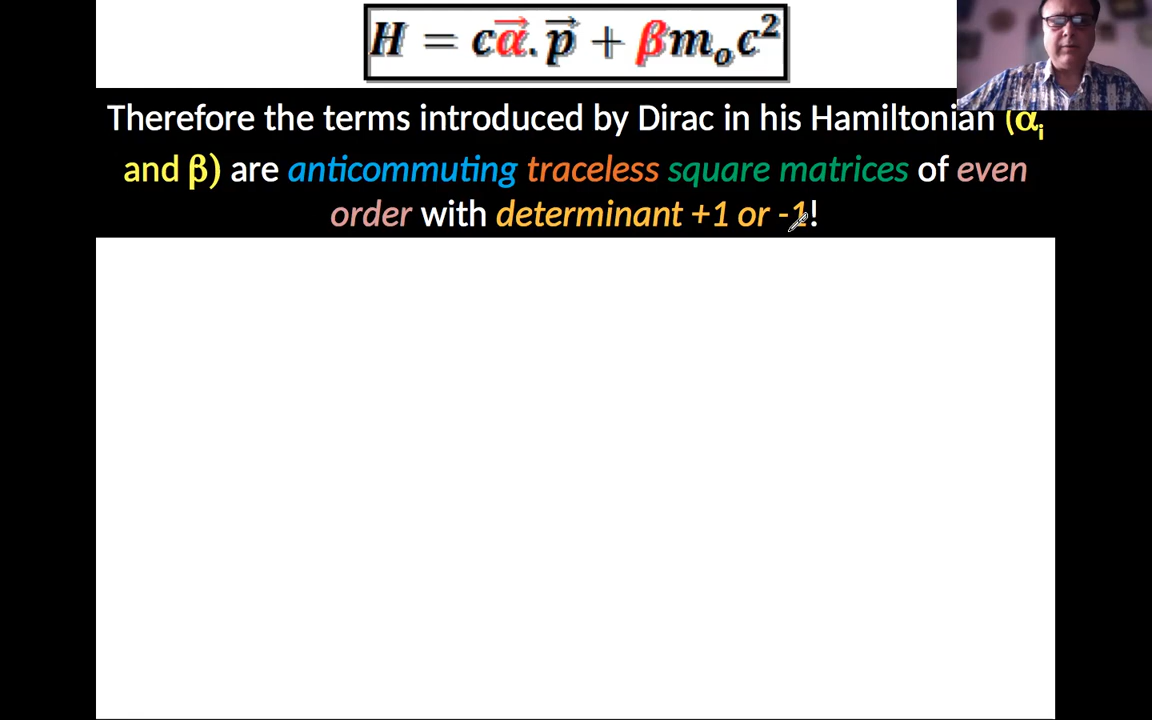 H = cα⃗.p⃗ + βmₒc²
Therefore the terms introduced by Dirac in his Hamiltonian (αᵢ
and β) are anticommuting traceless square matrices of even
order with determinant +1 or -1!